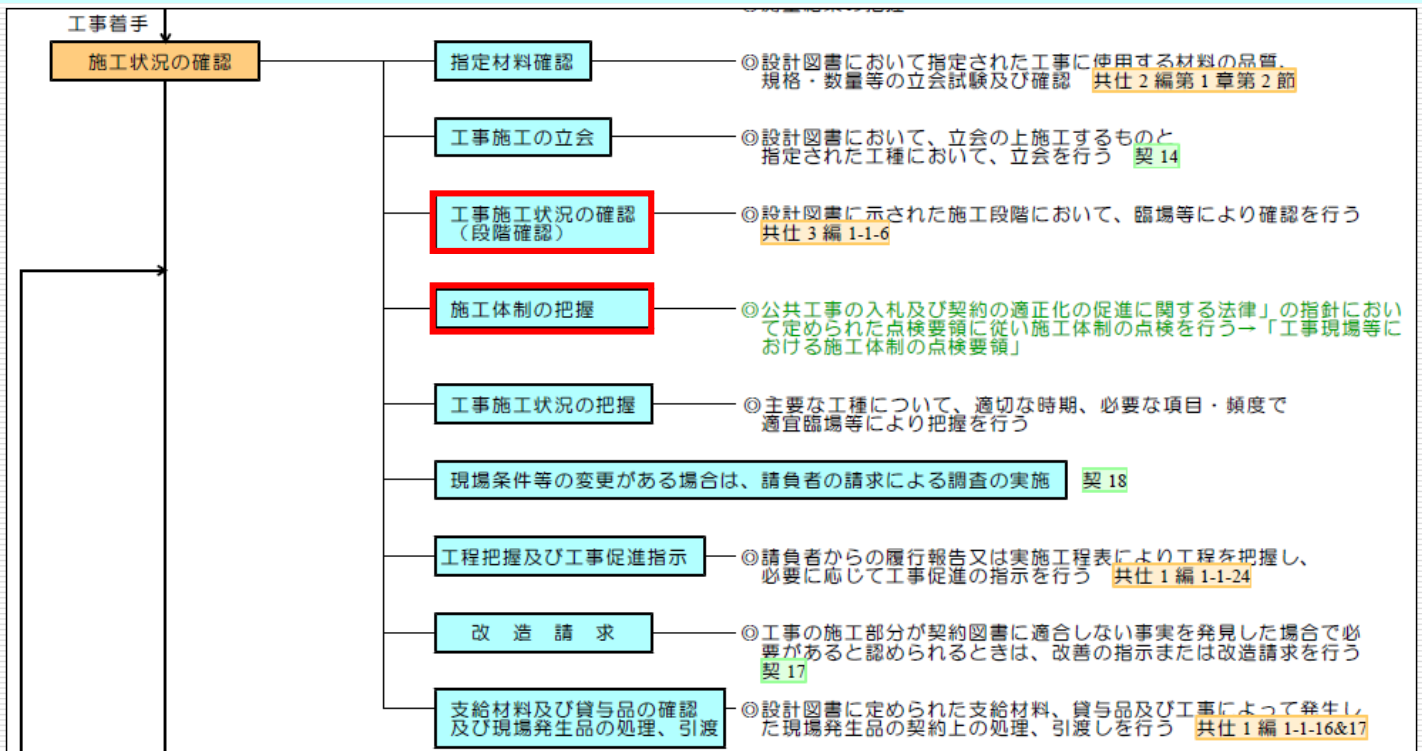 工事着手
施工状況の確認
指定材料確認
◎設計図書において指定された工事に使用する材料の品質、
規格・数量等の立会試験及び確認 共仕 2 編第 1 章第 2 節
工事施工の立会
◎設計図書において、立会の上施工するものと
指定された工種において、立会を行う 契 14
工事施工状況の確認
（段階確認）
◎設計図書に示された施工段階において、臨場等により確認を行う
共仕 3 編 1-1-6
施工体制の把握
◎公共工事の入札及び契約の適正化の促進に関する法律」の指針におい
て定められた点検要領に従い施工体制の点検を行う→「工事現場等に
おける施工体制の点検要領」
工事施工状況の把握
◎主要な工種について、適切な時期、必要な項目・頻度で
適宜臨場等により把握を行う
現場条件等の変更がある場合は、請負者の請求による調査の実施 契 18
工程把握及び工事促進指示
◎請負者からの履行報告又は実施工程表により工程を把握し、
必要に応じて工事促進の指示を行う 共仕 1 編 1-1-24
改 造 請 求
◎工事の施工部分が契約図書に適合しない事実を発見した場合で必
要があると認められるときは、改善の指示または改造請求を行う
契 17
支給材料及び貸与品の確認
及び現場発生品の処理、引渡
◎設計図書に定められた支給材料、貸与品及び工事によって発生し
た現場発生品の契約上の処理、引渡しを行う 共仕 1 編 1-1-16&17